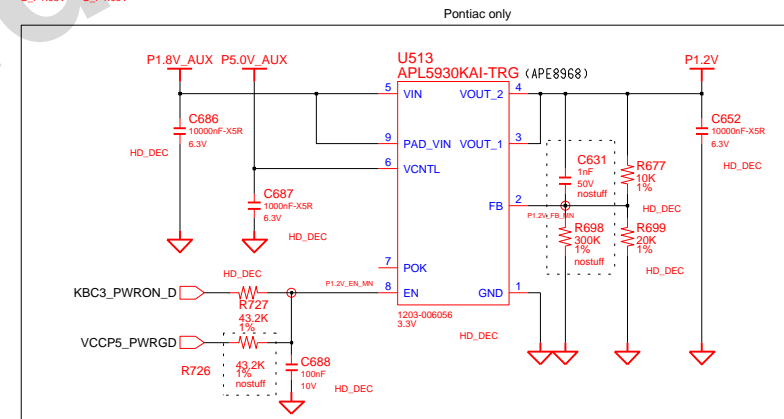 Pontiac only
P1.8V_AUX
P5.0V_AUX
U513
APL5930KAI-TRG (APE8968)
P1.2V
5 VIN
VOUT_2 4
C686
10000nF-X5R
6.3V
HD_DEC
9 PAD_VIN
VOUT_1 3
6 VCNTL
C652
10000nF-X5R
6.3V
HD_DEC
C631
1nF
50V
nostuff
R677
10K
1%
HD_DEC
C687
1000nF-X5R
6.3V
HD_DEC
FB 2
P1.2V_FB_MN
R698
300K
1%
nostuff
R699
20K
1%
HD_DEC
7 POK
KBC3_PWRON_D
HD_DEC
R727
43.2K
1%
P1.2V_EN_MN
8 EN
GND 1
1203-006056
3.3V
HD_DEC
VCCP5_PWRGD
R726
43.2K
1%
nostuff
C688
100nF
10V
HD_DEC